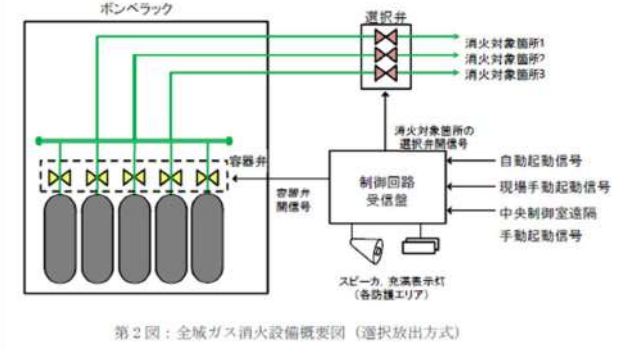 ボンベラック
選択弁
消火対象箇所1
消火対象箇所2
消火対象箇所3
消火対象箇所の
選択弁開信号
容器弁
容器弁
開信号
制御回路
受信盤
自動起動信号
現場手動起動信号
中央制御室遠隔
手動起動信号
スピーカ，充満表示灯
(各防護エリア)
第2図：全域ガス消火設備概要図（選択放出方式）